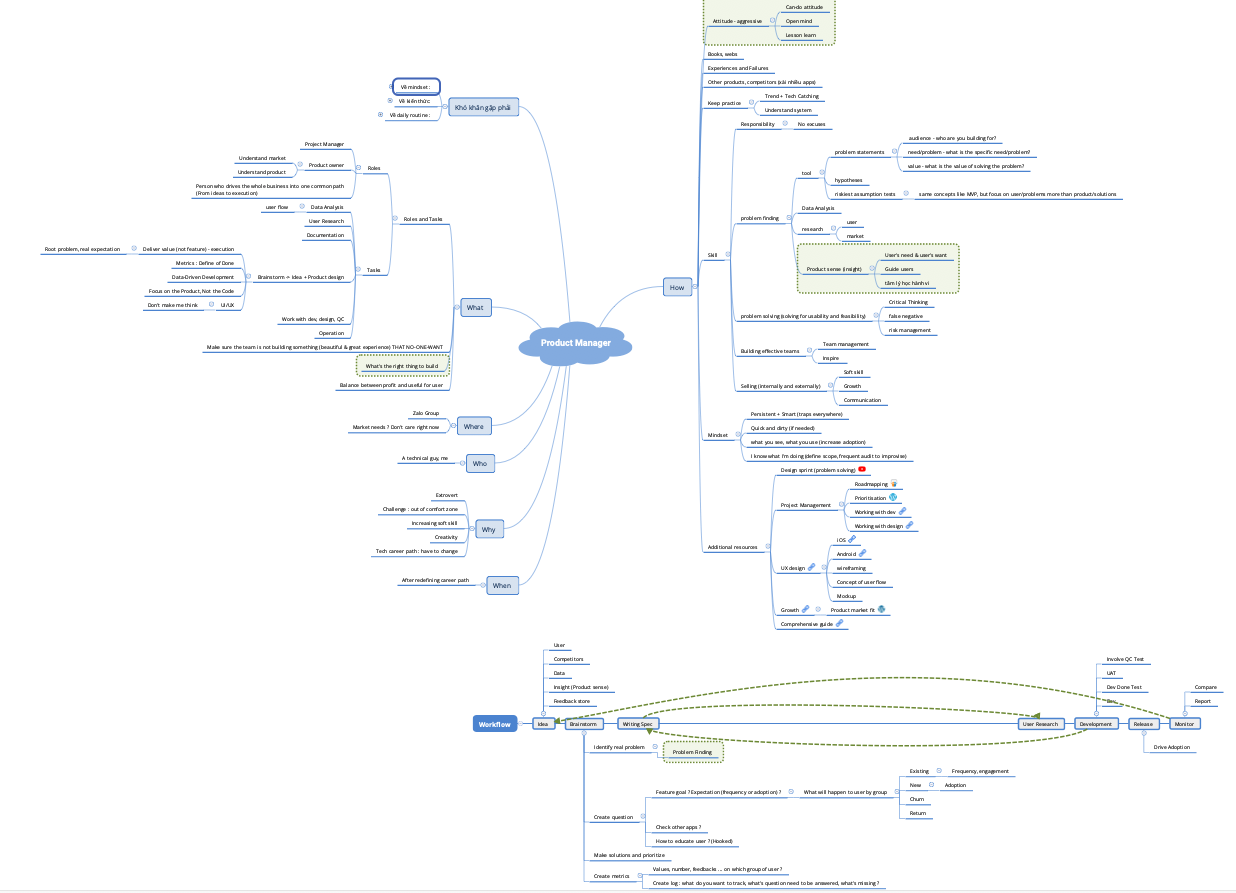 Product Manager
Khó khăn gặp phải
Về mindset :
Về kiến thức
Về daily routine :
What
Roles and Tasks
Roles
Project Manager
Product owner
Understand market
Understand product
Person who drives the whole business into one common path
(From ideas to execution)
Tasks
Data Analysis
user flow
User Research
Documentation
Brainstorm -> Idea + Product design
Deliver value (not feature) - execution
Root problem, real expectation
Metrics : Define of Done
Data-Driven Development
Focus on the Product, Not the Code
UI/UX
Don't make me think
Work with dev, design, QC
Operation
Make sure the team is not building something (beautiful & great experience) THAT NO-ONE-WANT
What's the right thing to build
Balance between profit and useful for user
Where
Zalo Group
Market needs ? Don't care right now
Who
A technical guy, me
Why
Extrovert
Challenge : out of comfort zone
Increasing soft skill
Creativity
Tech career path : have to change
When
After redefining career path
How
Attitude - aggressive
Can-do attitude
Open mind
Lesson learn
Books, webs
Experiences and Failures
Other products, competitors (xài nhiều apps)
Keep practice
Trend + Tech Catching
Understand system
Skill
Responsibility
No excuses
problem finding
tool
problem statements
audience - who are you building for?
need/problem - what is the specific need/problem?
value - what is the value of solving the problem?
hypotheses
riskiest assumption tests
same concepts like MVP, but focus on user/problems more than product/solutions
Data Analysis
research
user
market
Product sense (insight)
User's need & user's want
Guide users
tâm lý học hành vi
problem solving (solving for usability and feasibility)
Critical Thinking
false negative
risk management
Building effective teams
Team management
Inspire
Selling (internally and externally)
Soft skill
Growth
Communication
Mindset
Persistent + Smart (traps everywhere)
Quick and dirty (if needed)
what you see, what you use (increase adoption)
I know what I'm doing (define scope, frequent audit to improvise)
Additional resources
Design sprint (problem solving)
Project Management
Roadmapping
Prioritisation
Working with dev
Working with design
UX design
iOS
Android
wireframing
Concept of user flow
Mockup
Growth
Product market fit
Comprehensive guide
Workflow
Idea
User
Competitors
Data
Insight (Product sense)
Feedback store
Brainstorm
Identify real problem
Problem Finding
Create question
Feature goal ? Expectation (frequency or adoption) ?
What will happen to user by group
Existing
Frequency, engagement
New
Adoption
Churn
Return
Check other apps ?
How to educate user ? (Hooked)
Make solutions and prioritize
Create metrics
Values, number, feedbacks ... on which group of user ?
Create log : what do you want to track, what's question need to be answered, what's missing ?
Writing Spec
User Research
Development
Involve QC Test
UAT
Dev Done Test
Dev
Release
Drive Adoption
Monitor
Compare
Report